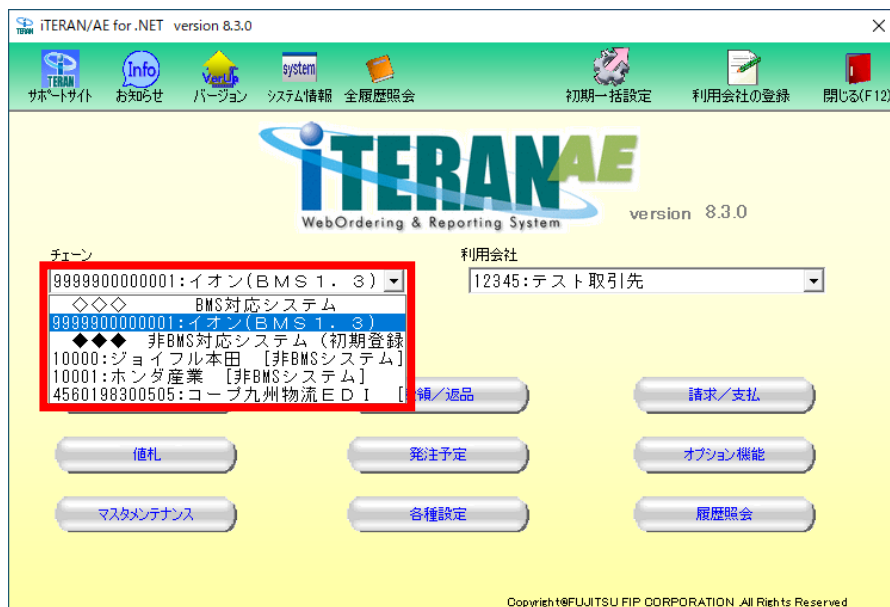 iTERAN/AE for .NET version 8.3.0
TERAN
Info
VerUp
system
サポートサイト お知らせ バージョン システム情報 全履歴照会 初期一括設定 利用会社の登録 閉じる(F12)
iTERAN AE
WebOrdering & Reporting System
version 8.3.0
チェーン 利用会社
9999900000001:イオン(BMS1.3) 12345:テスト取引先
◇◇◇ BMS対応システム
9999900000001:イオン(BMS1.3)
◆◆◆ 非BMS対応システム(初期登録
10000:ジョイフル本田 [非BMSシステム]
10001:ホンダ産業 [非BMSシステム]
4560198300505:コープ九州物流EDI [
領/返品 請求/支払
値札 発注予定 オプション機能
マスタメンテナンス 各種設定 履歴照会
Copyright©FUJITSU FIP CORPORATION All Rights Reserved